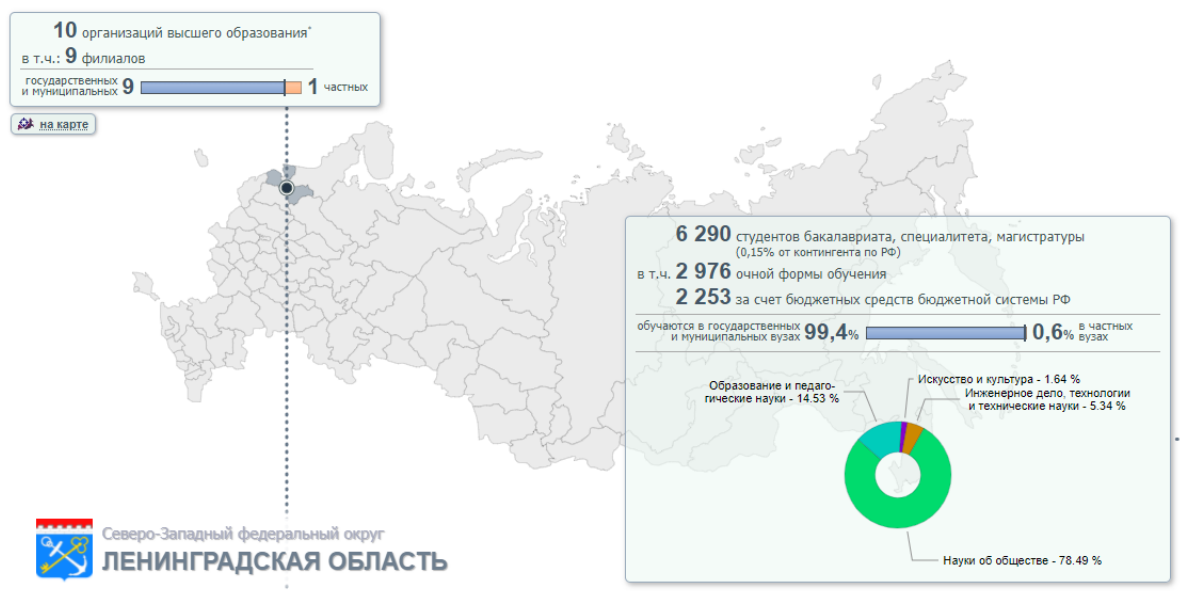 10 организаций высшего образования*
в т.ч.: 9 филиалов
государственных
и муниципальных 9 1 частных
на карте
6 290 студентов бакалавриата, специалитета, магистратуры
(0,15% от контингента по РФ)
в т.ч. 2 976 очной формы обучения
2 253 за счет бюджетных средств бюджетной системы РФ
обучаются в государственных
и муниципальных вузах 99,4% 0,6% в частных
вузах
Искусство и культура - 1.64 %
Образование и педаго-
гические науки - 14.53 %
Инженерное дело, технологии
и технические науки - 5.34 %
Науки об обществе - 78.49 %
Северо-Западный федеральный округ
ЛЕНИНГРАДСКАЯ ОБЛАСТЬ